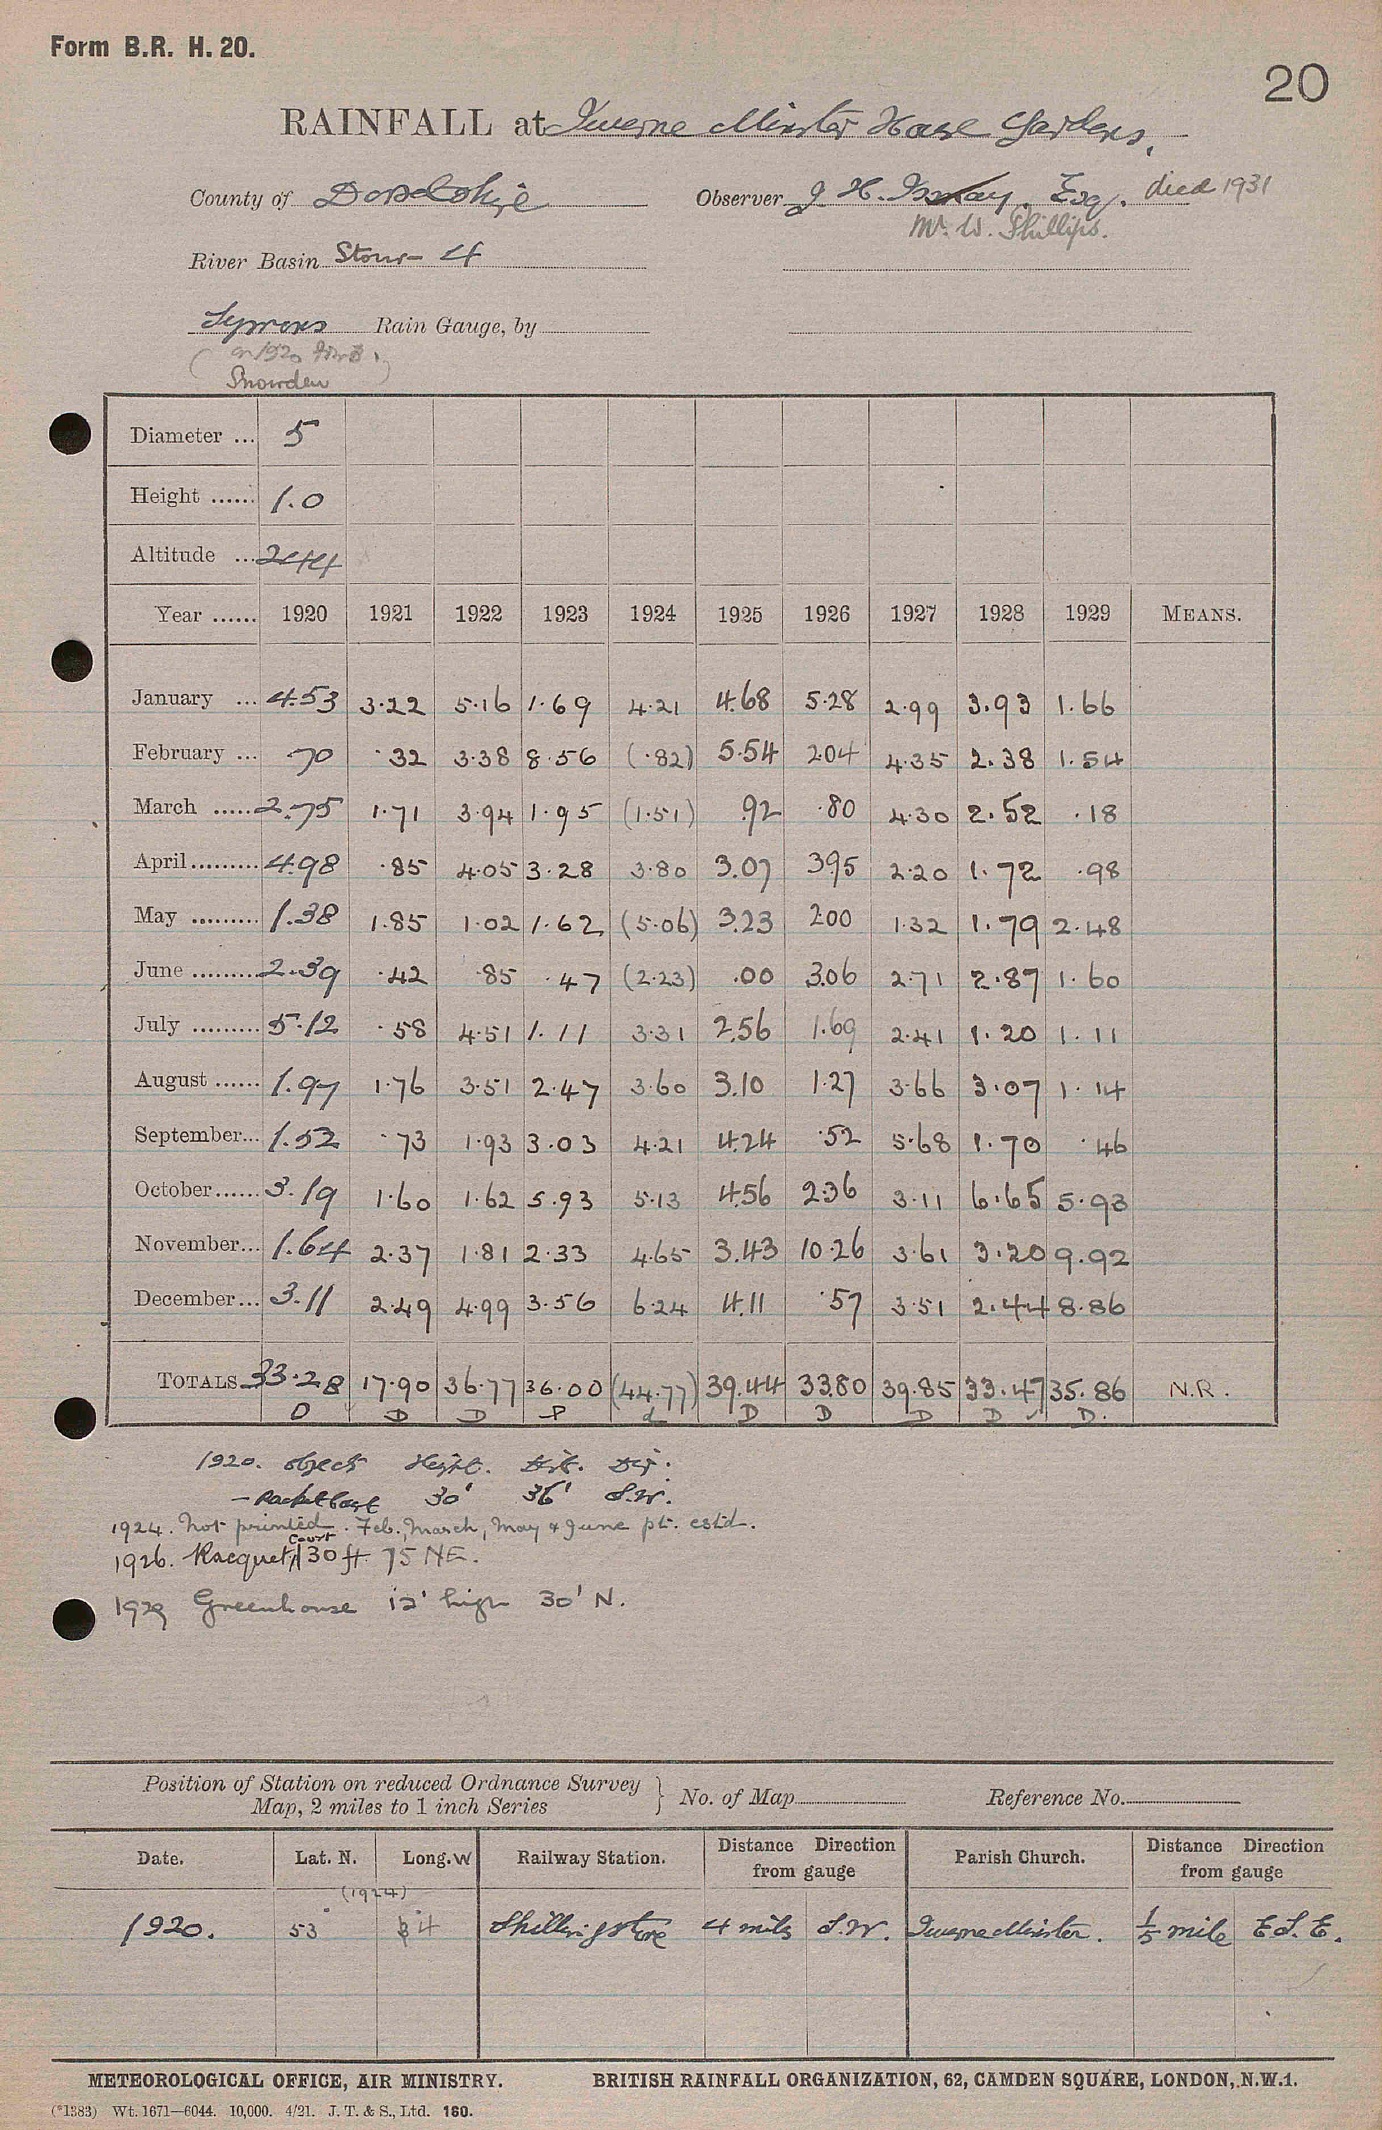 Form B.R. H. 20.
20
RAINFALL at Iwerne Minster House Gardens.
County of Dorsetshire Observer J. H. Ismay, Esq. died 1931
Mr. W. Phillips.
River Basin Stour 4
Symons Rain Gauge, by
Snowden
Diameter ... 5
Height ...... 1.0
Altitude ... 244
Year ...... 1920 1921 1922 1923 1924 1925 1926 1927 1928 1929 MEANS.
January ... 4.53 3.22 5.16 1.69 4.21 4.68 5.28 2.99 3.93 1.66
February ... 70 .32 3.38 8.56 (.82) 5.54 2.04 4.35 2.38 1.54
March ..... 2.75 1.71 3.94 1.95 (1.51) .92 .80 4.30 2.52 .18
April......... 4.98 .85 4.05 3.28 3.80 3.07 3.95 2.20 1.72 .98
May ......... 1.38 1.85 1.02 1.62 (5.06) 3.23 2.00 1.32 1.79 2.48
June ......... 2.39 .42 .85 .47 (2.23) .00 3.06 2.71 2.87 1.60
July ......... 5.12 .58 4.51 1.11 3.31 2.56 1.69 2.41 1.20 1.11
August ...... 1.97 1.76 3.51 2.47 3.60 3.10 1.27 3.66 3.07 1.14
September... 1.52 .73 1.93 3.03 4.21 4.24 .52 5.68 1.70 .46
October...... 3.19 1.60 1.62 5.93 5.13 4.56 2.36 3.11 6.65 5.93
November... 1.64 2.37 1.81 2.33 4.65 3.43 10.26 3.61 3.20 9.92
December... 3.11 2.49 4.99 3.56 6.24 4.11 .57 3.51 2.44 8.86
TOTALS 33.28 17.90 36.77 36.00 (44.77) 39.44 33.80 39.85 33.47 35.86 N.R.
D D D P d D D D D D.
1920. Objects Height. Dist. Dir.
30' 36' S.W.
1924. Not printed. Feb., March, May & June pt. estd.
1926. Racquet Court 30 ft 75 NE.
1929 Greenhouse 12' high 30' N.
Position of Station on reduced Ordnance Survey
Map, 2 miles to 1 inch Series } No. of Map Reference No.
Date. Lat. N. Long. W Railway Station. Distance Direction from gauge Parish Church. Distance Direction from gauge
(1924)
1920. 53 4 Shillingstone 4 miles S.W. Iwerne Minster. 1/5 mile E.S.E.
METEOROLOGICAL OFFICE, AIR MINISTRY. BRITISH RAINFALL ORGANIZATION, 62, CAMDEN SQUARE, LONDON, N.W.1.
(*1383) Wt. 1671—6044. 10,000. 4/21. J. T. & S., Ltd. 160.